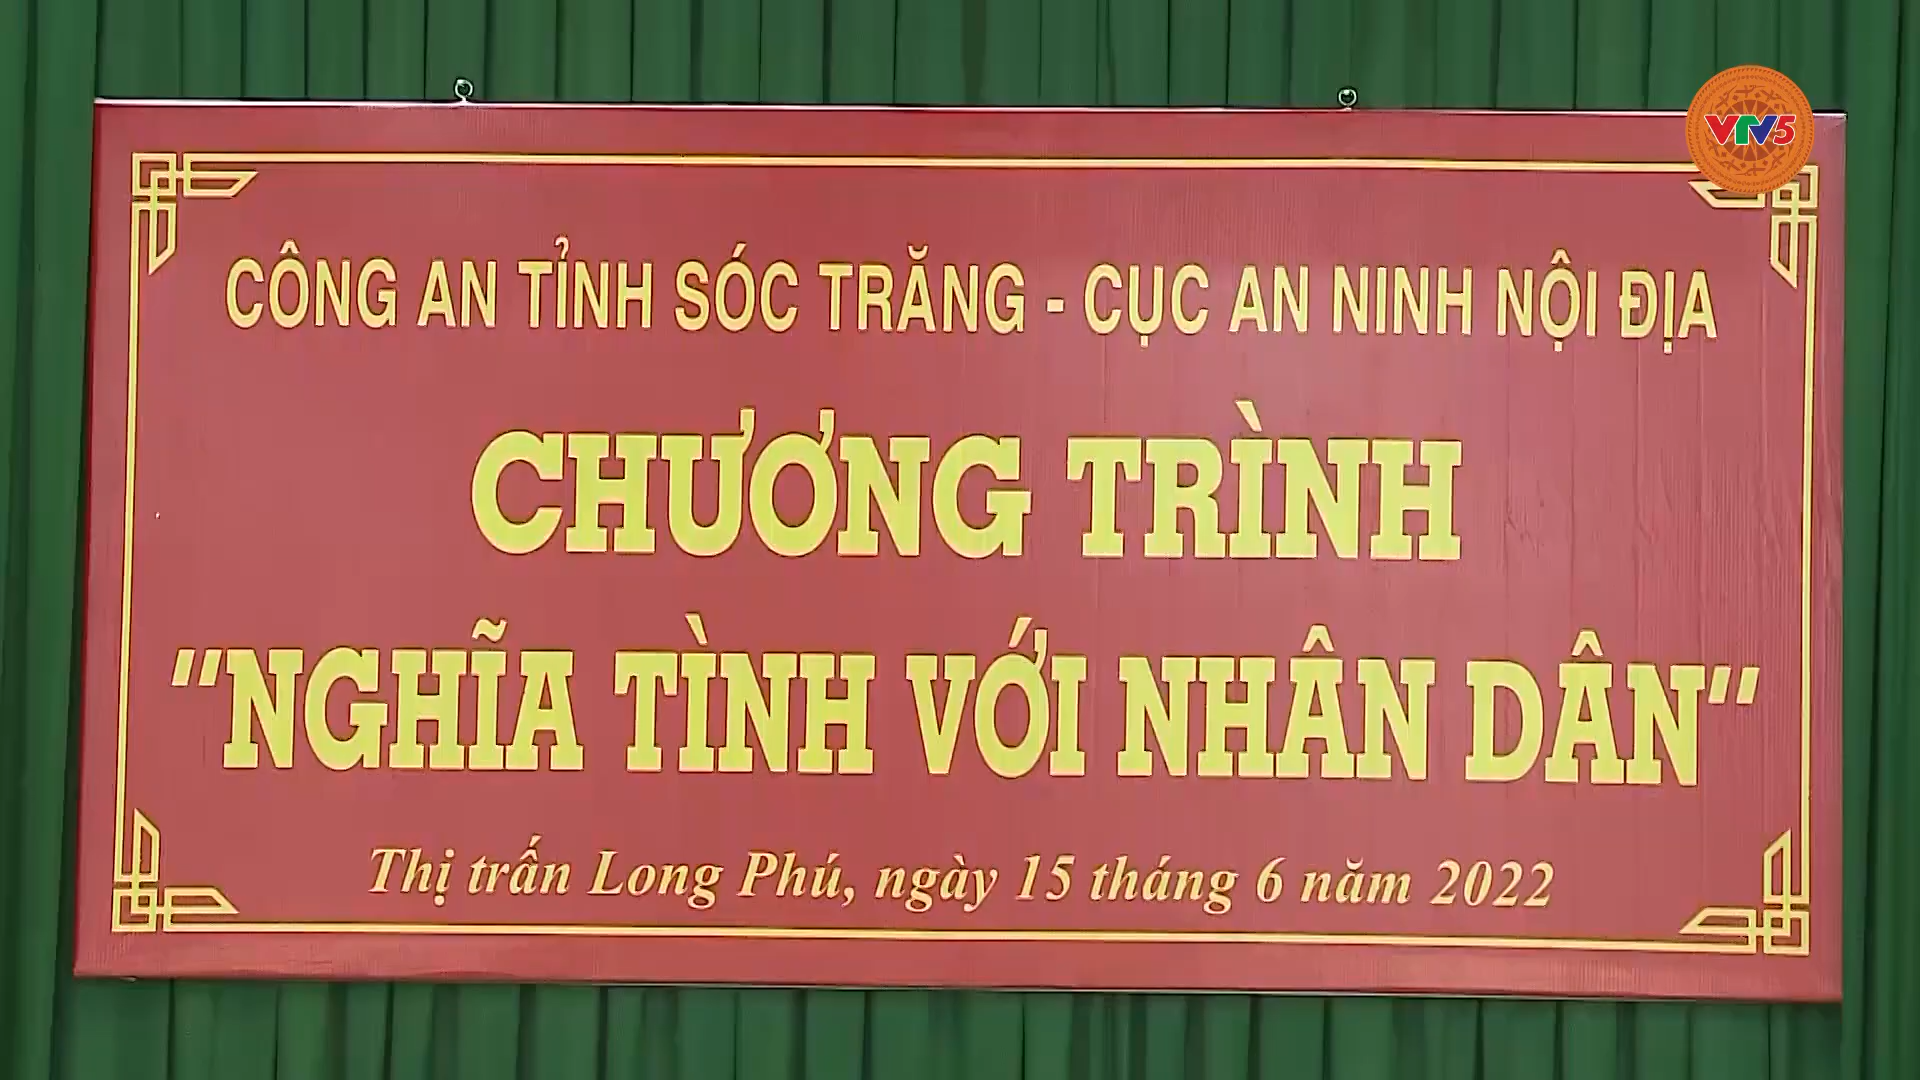 VTV5
CÔNG AN TỈNH SÓC TRĂNG - CỤC AN NINH NỘI ĐỊA
CHƯƠNG TRÌNH
"NGHĨA TÌNH VỚI NHÂN DÂN"
Thị trấn Long Phú, ngày 15 tháng 6 năm 2022